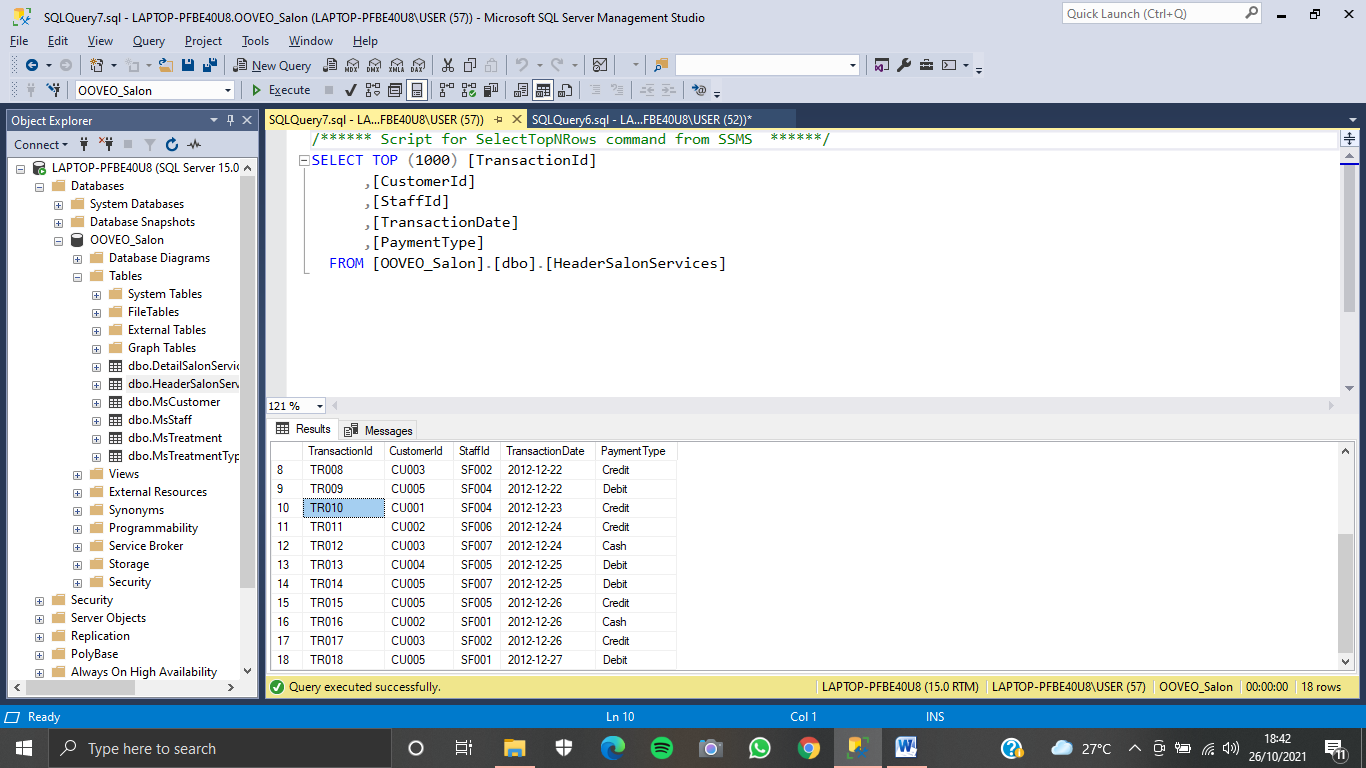 SQLQuery7.sql - LAPTOP-PFBE40U8.OOVEO_Salon (LAPTOP-PFBE40U8\USER (57)) - Microsoft SQL Server Management Studio
Quick Launch (Ctrl+Q)
File Edit View Query Project Tools Window Help
New Query MDX DMX XMLA DAX
OOVEO_Salon Execute
Object Explorer
Connect
LAPTOP-PFBE40U8 (SQL Server 15.0
Databases
System Databases
Database Snapshots
OOVEO_Salon
Database Diagrams
Tables
System Tables
FileTables
External Tables
Graph Tables
dbo.DetailSalonServic
dbo.HeaderSalonServ
dbo.MsCustomer
dbo.MsStaff
dbo.MsTreatment
dbo.MsTreatmentTyp
Views
External Resources
Synonyms
Programmability
Service Broker
Storage
Security
Security
Server Objects
Replication
PolyBase
Always On High Availability
SQLQuery7.sql - LA...FBE40U8\USER (57)) SQLQuery6.sql - LA...FBE40U8\USER (52))*
/****** Script for SelectTopNRows command from SSMS  ******/
SELECT TOP (1000) [TransactionId]
,[CustomerId]
,[StaffId]
,[TransactionDate]
,[PaymentType]
FROM [OOVEO_Salon].[dbo].[HeaderSalonServices]
121 %
Results Messages
TransactionId CustomerId StaffId TransactionDate PaymentType
8 TR008 CU003 SF002 2012-12-22 Credit
9 TR009 CU005 SF004 2012-12-22 Debit
10 TR010 CU001 SF004 2012-12-23 Credit
11 TR011 CU002 SF006 2012-12-24 Credit
12 TR012 CU003 SF007 2012-12-24 Cash
13 TR013 CU004 SF005 2012-12-25 Debit
14 TR014 CU005 SF007 2012-12-25 Debit
15 TR015 CU005 SF005 2012-12-26 Credit
16 TR016 CU002 SF001 2012-12-26 Cash
17 TR017 CU003 SF002 2012-12-26 Credit
18 TR018 CU005 SF001 2012-12-27 Debit
Query executed successfully. LAPTOP-PFBE40U8 (15.0 RTM) LAPTOP-PFBE40U8\USER (57) OOVEO_Salon 00:00:00 18 rows
Ready Ln 10 Col 1 INS
Type here to search
27°C
18:42
26/10/2021
11